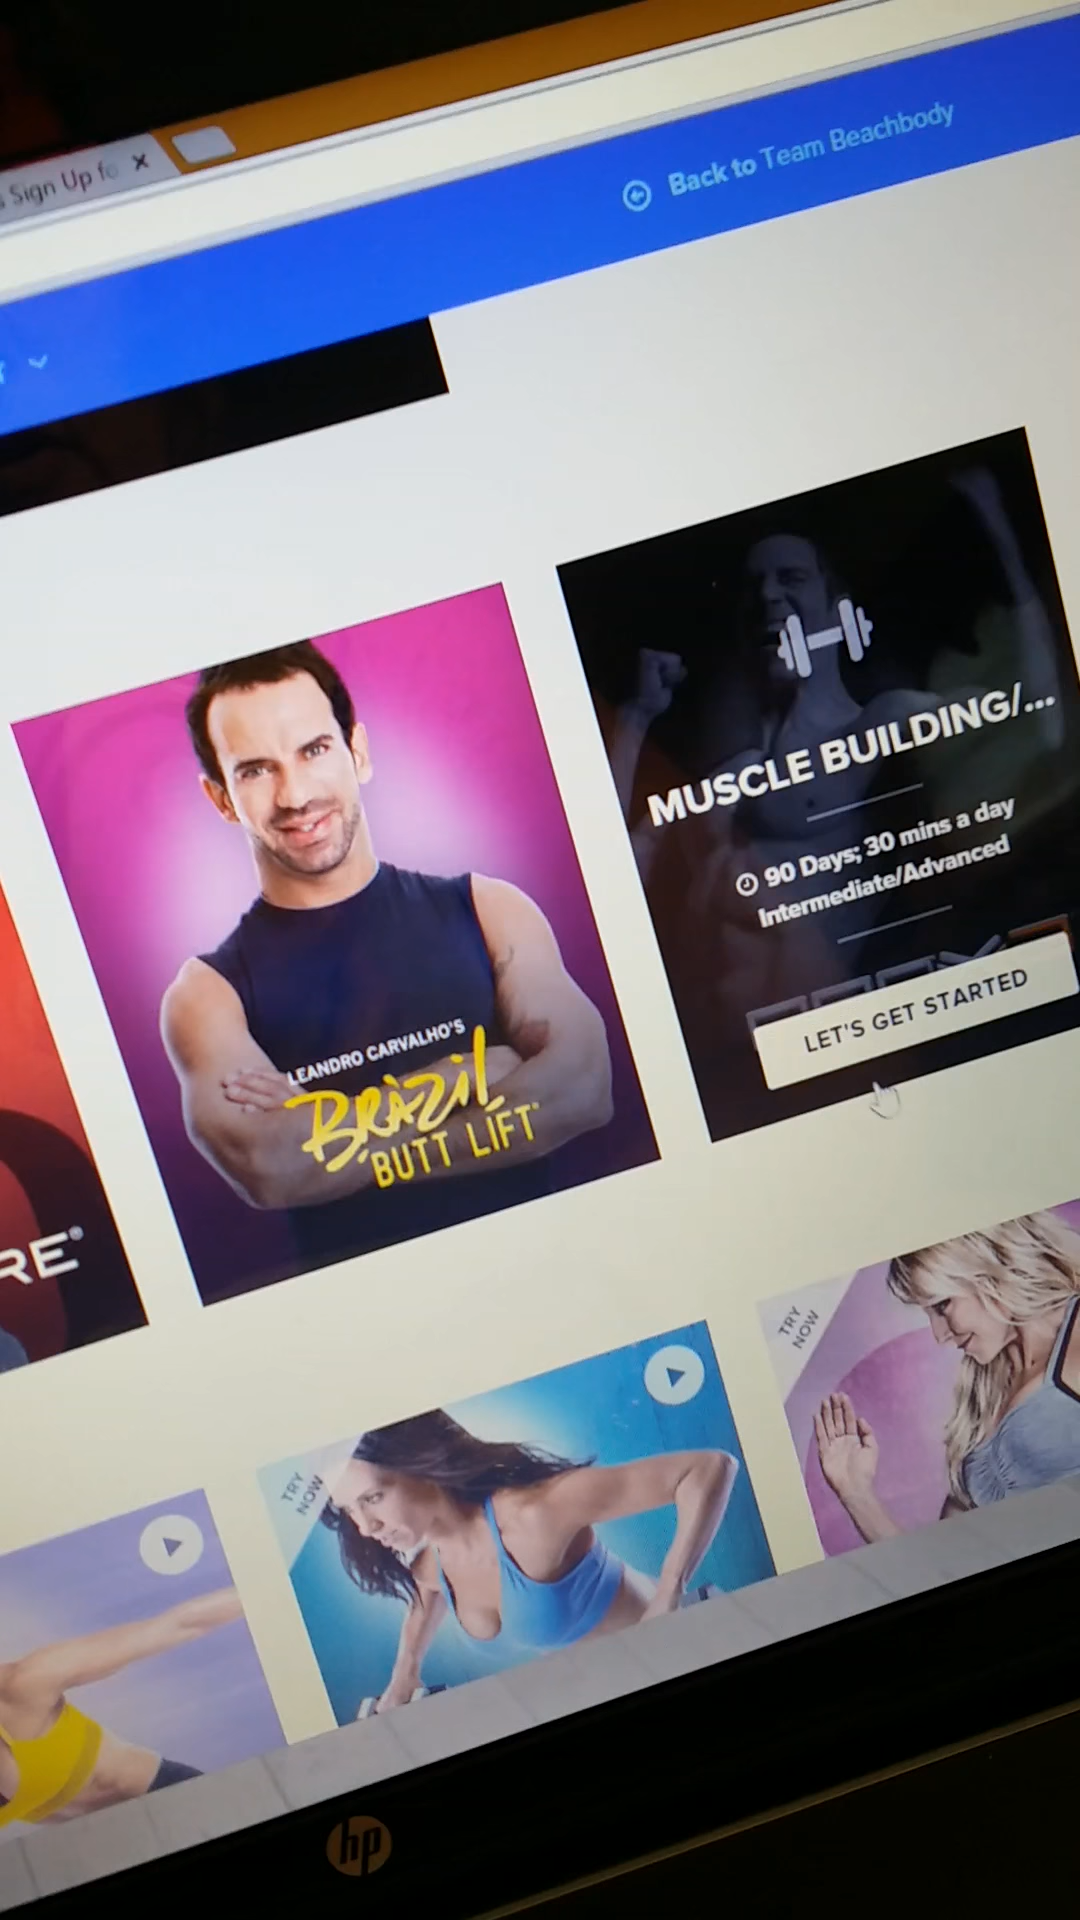 Sign Up fo
Back to Team Beachbody
MUSCLE BUILDING/...
90 Days; 30 mins a day
Intermediate/Advanced
LET'S GET STARTED
LEANDRO CARVALHO'S
BRAZIL
BUTT LIFT
RE®
TRY
NOW
TRY
NOW
hp